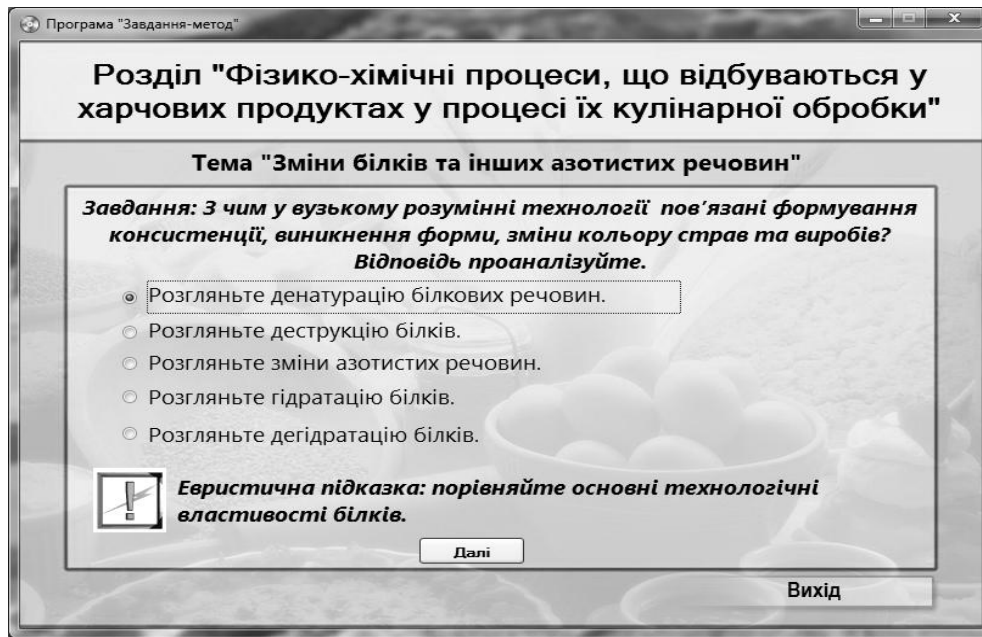 Програма "Завдання-метод"
Розділ "Фізико-хімічні процеси, що відбуваються у
харчових продуктах у процесі їх кулінарної обробки"
Тема "Зміни білків та інших азотистих речовин"
Завдання: З чим у вузькому розумінні технології пов’язані формування
консистенції, виникнення форми, зміни кольору страв та виробів?
Відповідь проаналізуйте.
Розгляньте денатурацію білкових речовин.
Розгляньте деструкцію білків.
Розгляньте зміни азотистих речовин.
Розгляньте гідратацію білків.
Розгляньте дегідратацію білків.
Евристична підказка: порівняйте основні технологічні
властивості білків.
Далі
Вихід